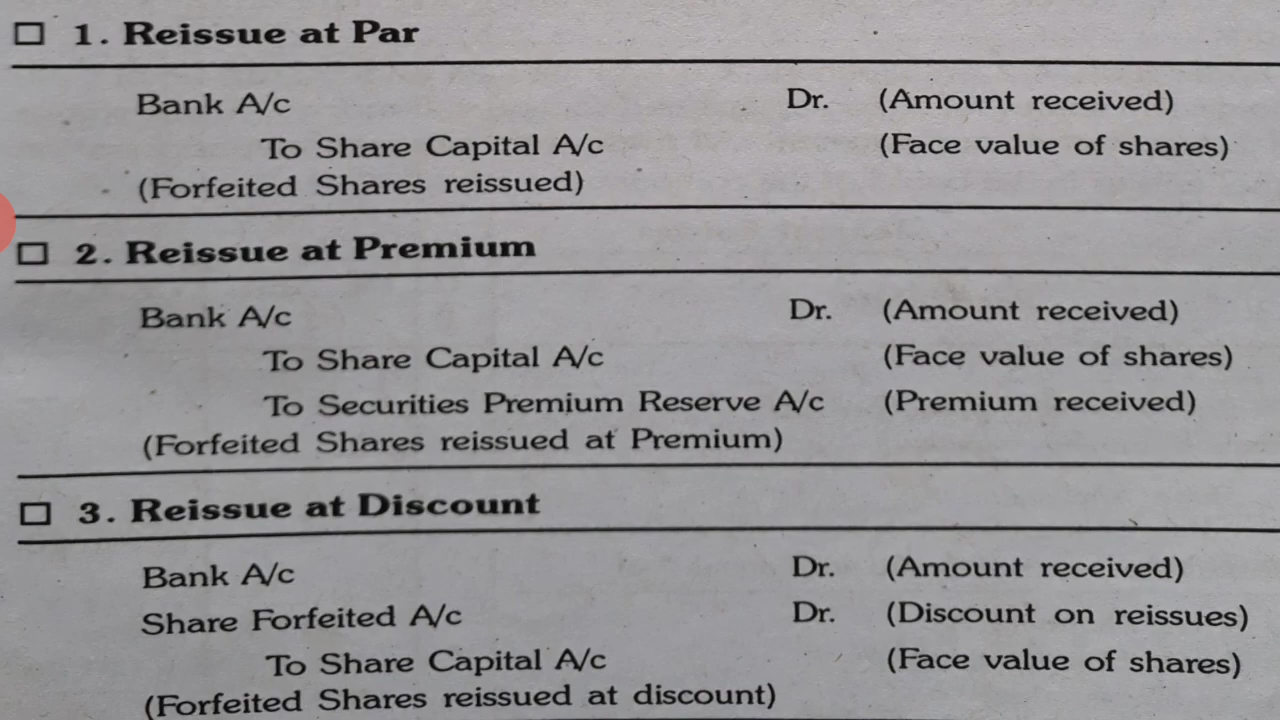 1. Reissue at Par
Bank A/c Dr. (Amount received)
To Share Capital A/c (Face value of shares)
(Forfeited Shares reissued)
2. Reissue at Premium
Bank A/c Dr. (Amount received)
To Share Capital A/c (Face value of shares)
To Securities Premium Reserve A/c (Premium received)
(Forfeited Shares reissued at Premium)
3. Reissue at Discount
Bank A/c Dr. (Amount received)
Share Forfeited A/c Dr. (Discount on reissues)
To Share Capital A/c (Face value of shares)
(Forfeited Shares reissued at discount)